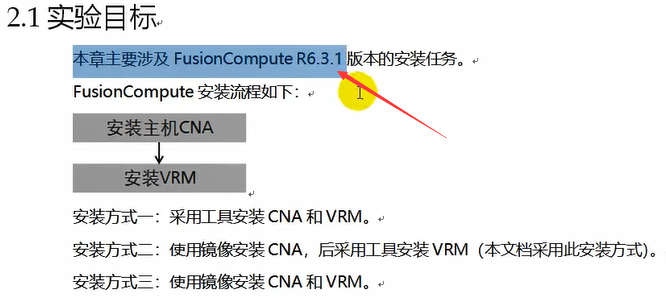 2.1 实验目标
本章主要涉及 FusionCompute R6.3.1 版本的安装任务。
FusionCompute 安装流程如下：
安装主机CNA
安装VRM
安装方式一：采用工具安装 CNA 和 VRM。
安装方式二：使用镜像安装 CNA，后采用工具安装 VRM（本文档采用此安装方式）。
安装方式三：使用镜像安装 CNA 和 VRM。